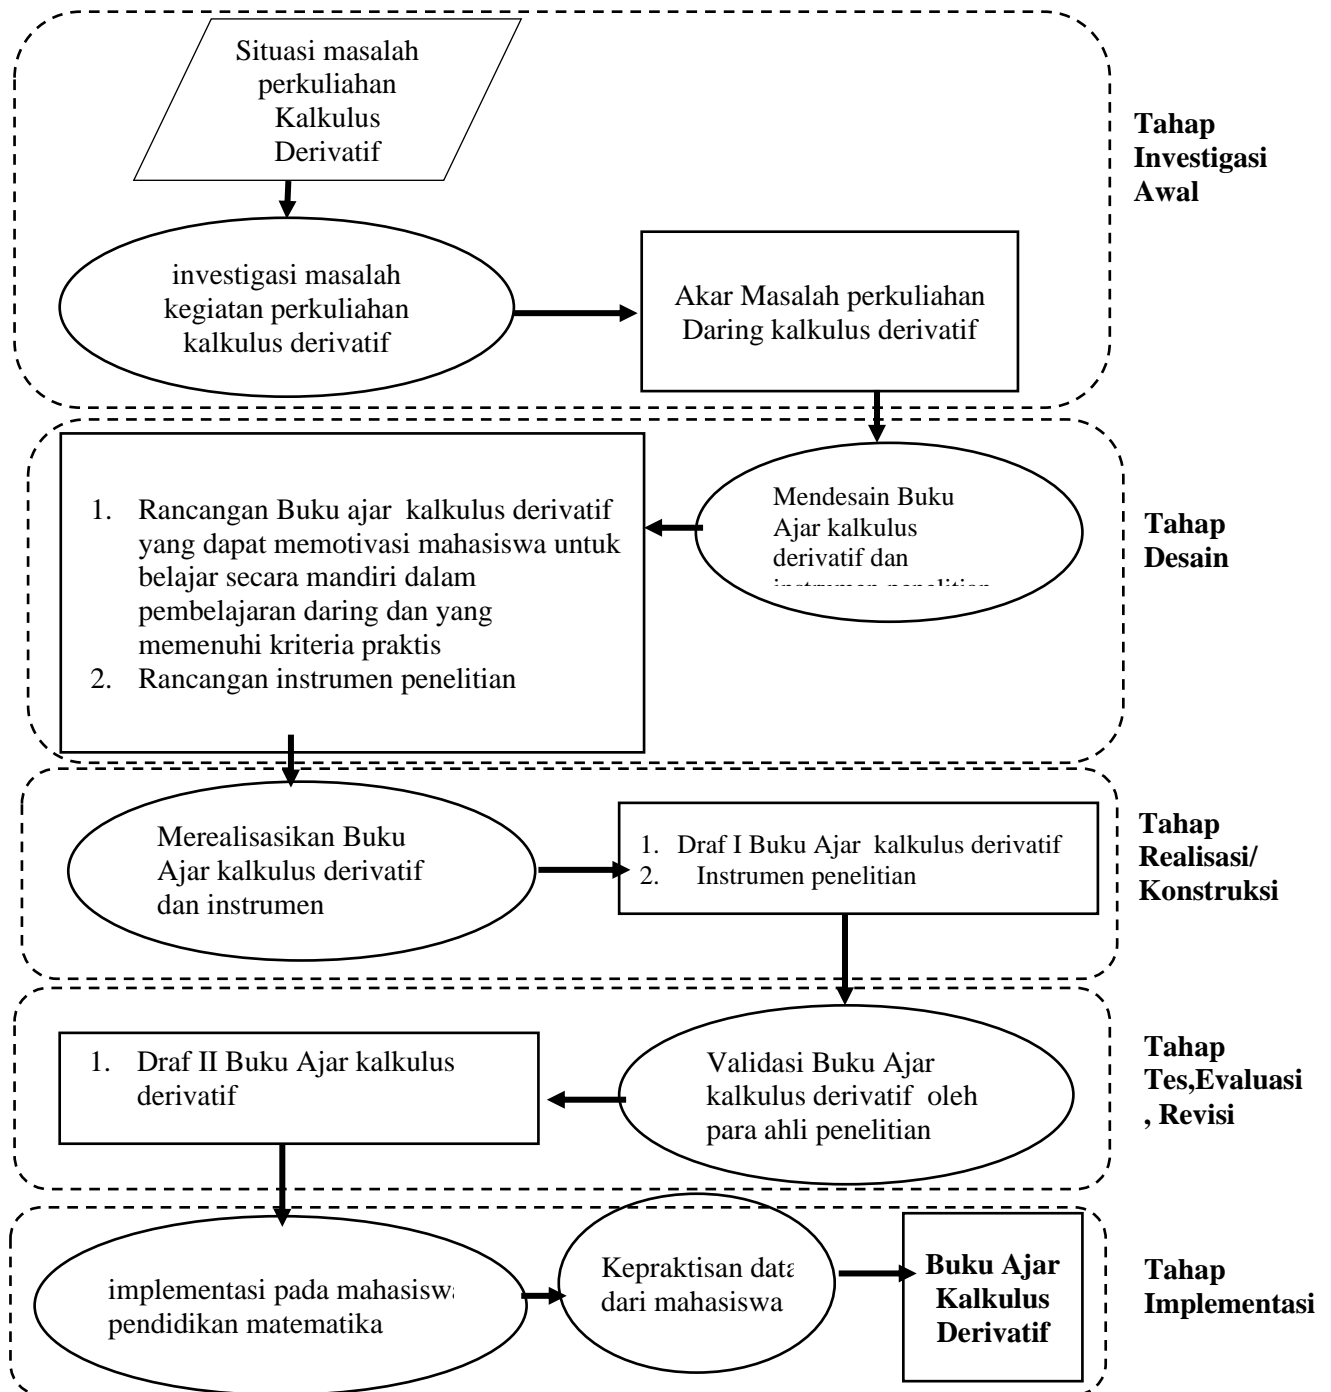 Situasi masalah
perkuliahan
Kalkulus
Derivatif
Tahap
Investigasi
Awal
investigasi masalah
kegiatan perkuliahan
kalkulus derivatif
Akar Masalah perkuliahan
Daring kalkulus derivatif
1. Rancangan Buku ajar kalkulus derivatif
yang dapat memotivasi mahasiswa untuk
belajar secara mandiri dalam
pembelajaran daring dan yang
memenuhi kriteria praktis
2. Rancangan instrumen penelitian
Mendesain Buku
Ajar kalkulus
derivatif dan
instrumen penelitian
Tahap
Desain
Merealisasikan Buku
Ajar kalkulus derivatif
dan instrumen
1. Draf I Buku Ajar kalkulus derivatif
2. Instrumen penelitian
Tahap
Realisasi/
Konstruksi
1. Draf II Buku Ajar kalkulus
derivatif
Validasi Buku Ajar
kalkulus derivatif oleh
para ahli penelitian
Tahap
Tes,Evaluasi
, Revisi
implementasi pada mahasiswa
pendidikan matematika
Kepraktisan data
dari mahasiswa
Buku Ajar
Kalkulus
Derivatif
Tahap
Implementasi